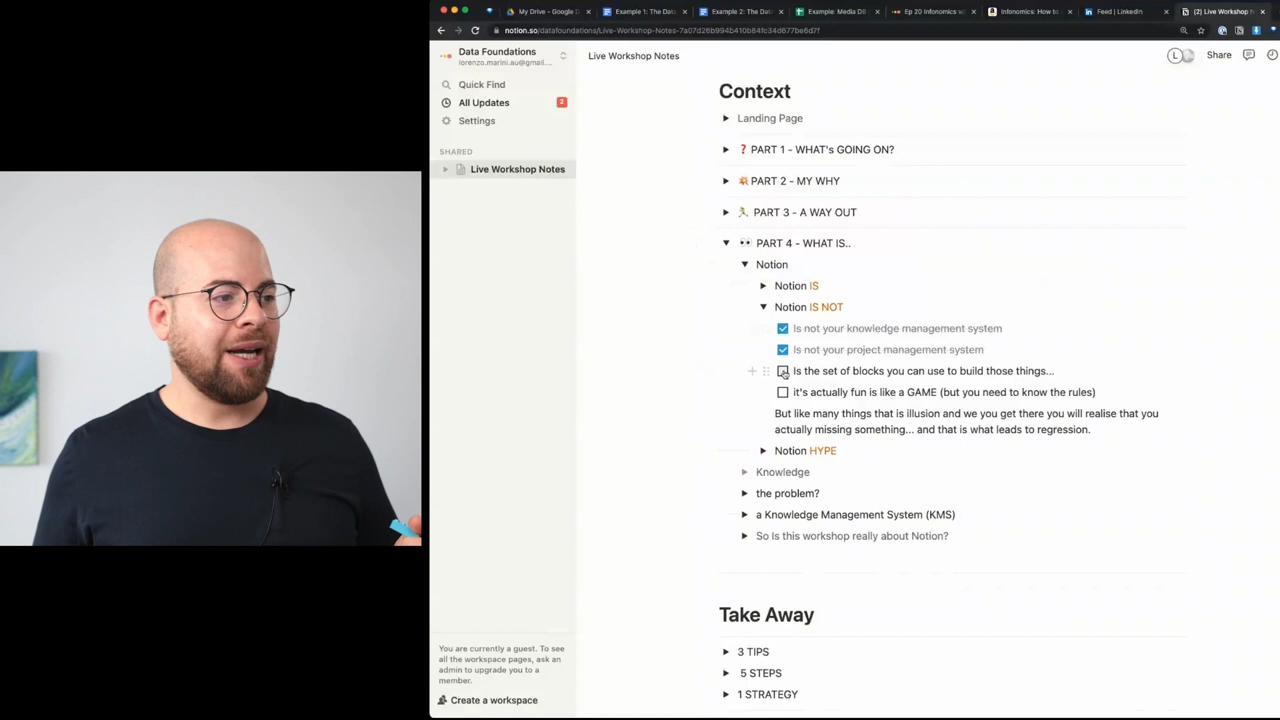 My Drive - Google D
Example 1: The Data
Example 2: The Data
Example: Media Dil
Ep 20 Infonomics w
Infonomics: How to
Feed | LinkedIn
(2) Live Workshop N
notion.so/datafoundations/Live-Workshop-Notes-7a07d26b994b410b84fc34d677be6d7f
Data Foundations
lorenzo.marini.au@gmail....
Live Workshop Notes
L
Share
Quick Find
All Updates
2
Settings
SHARED
Live Workshop Notes
Context
Landing Page
❓ PART 1 - WHAT's GOING ON?
💥 PART 2 - MY WHY
🏃 PART 3 - A WAY OUT
👀 PART 4 - WHAT IS..
Notion
Notion IS
Notion IS NOT
Is not your knowledge management system
Is not your project management system
Is the set of blocks you can use to build those things...
it's actually fun is like a GAME (but you need to know the rules)
But like many things that is illusion and we you get there you will realise that you
actually missing something... and that is what leads to regression.
Notion HYPE
Knowledge
the problem?
a Knowledge Management System (KMS)
So Is this workshop really about Notion?
Take Away
3 TIPS
5 STEPS
1 STRATEGY
You are currently a guest. To see
all the workspace pages, ask an
admin to upgrade you to a
member.
Create a workspace